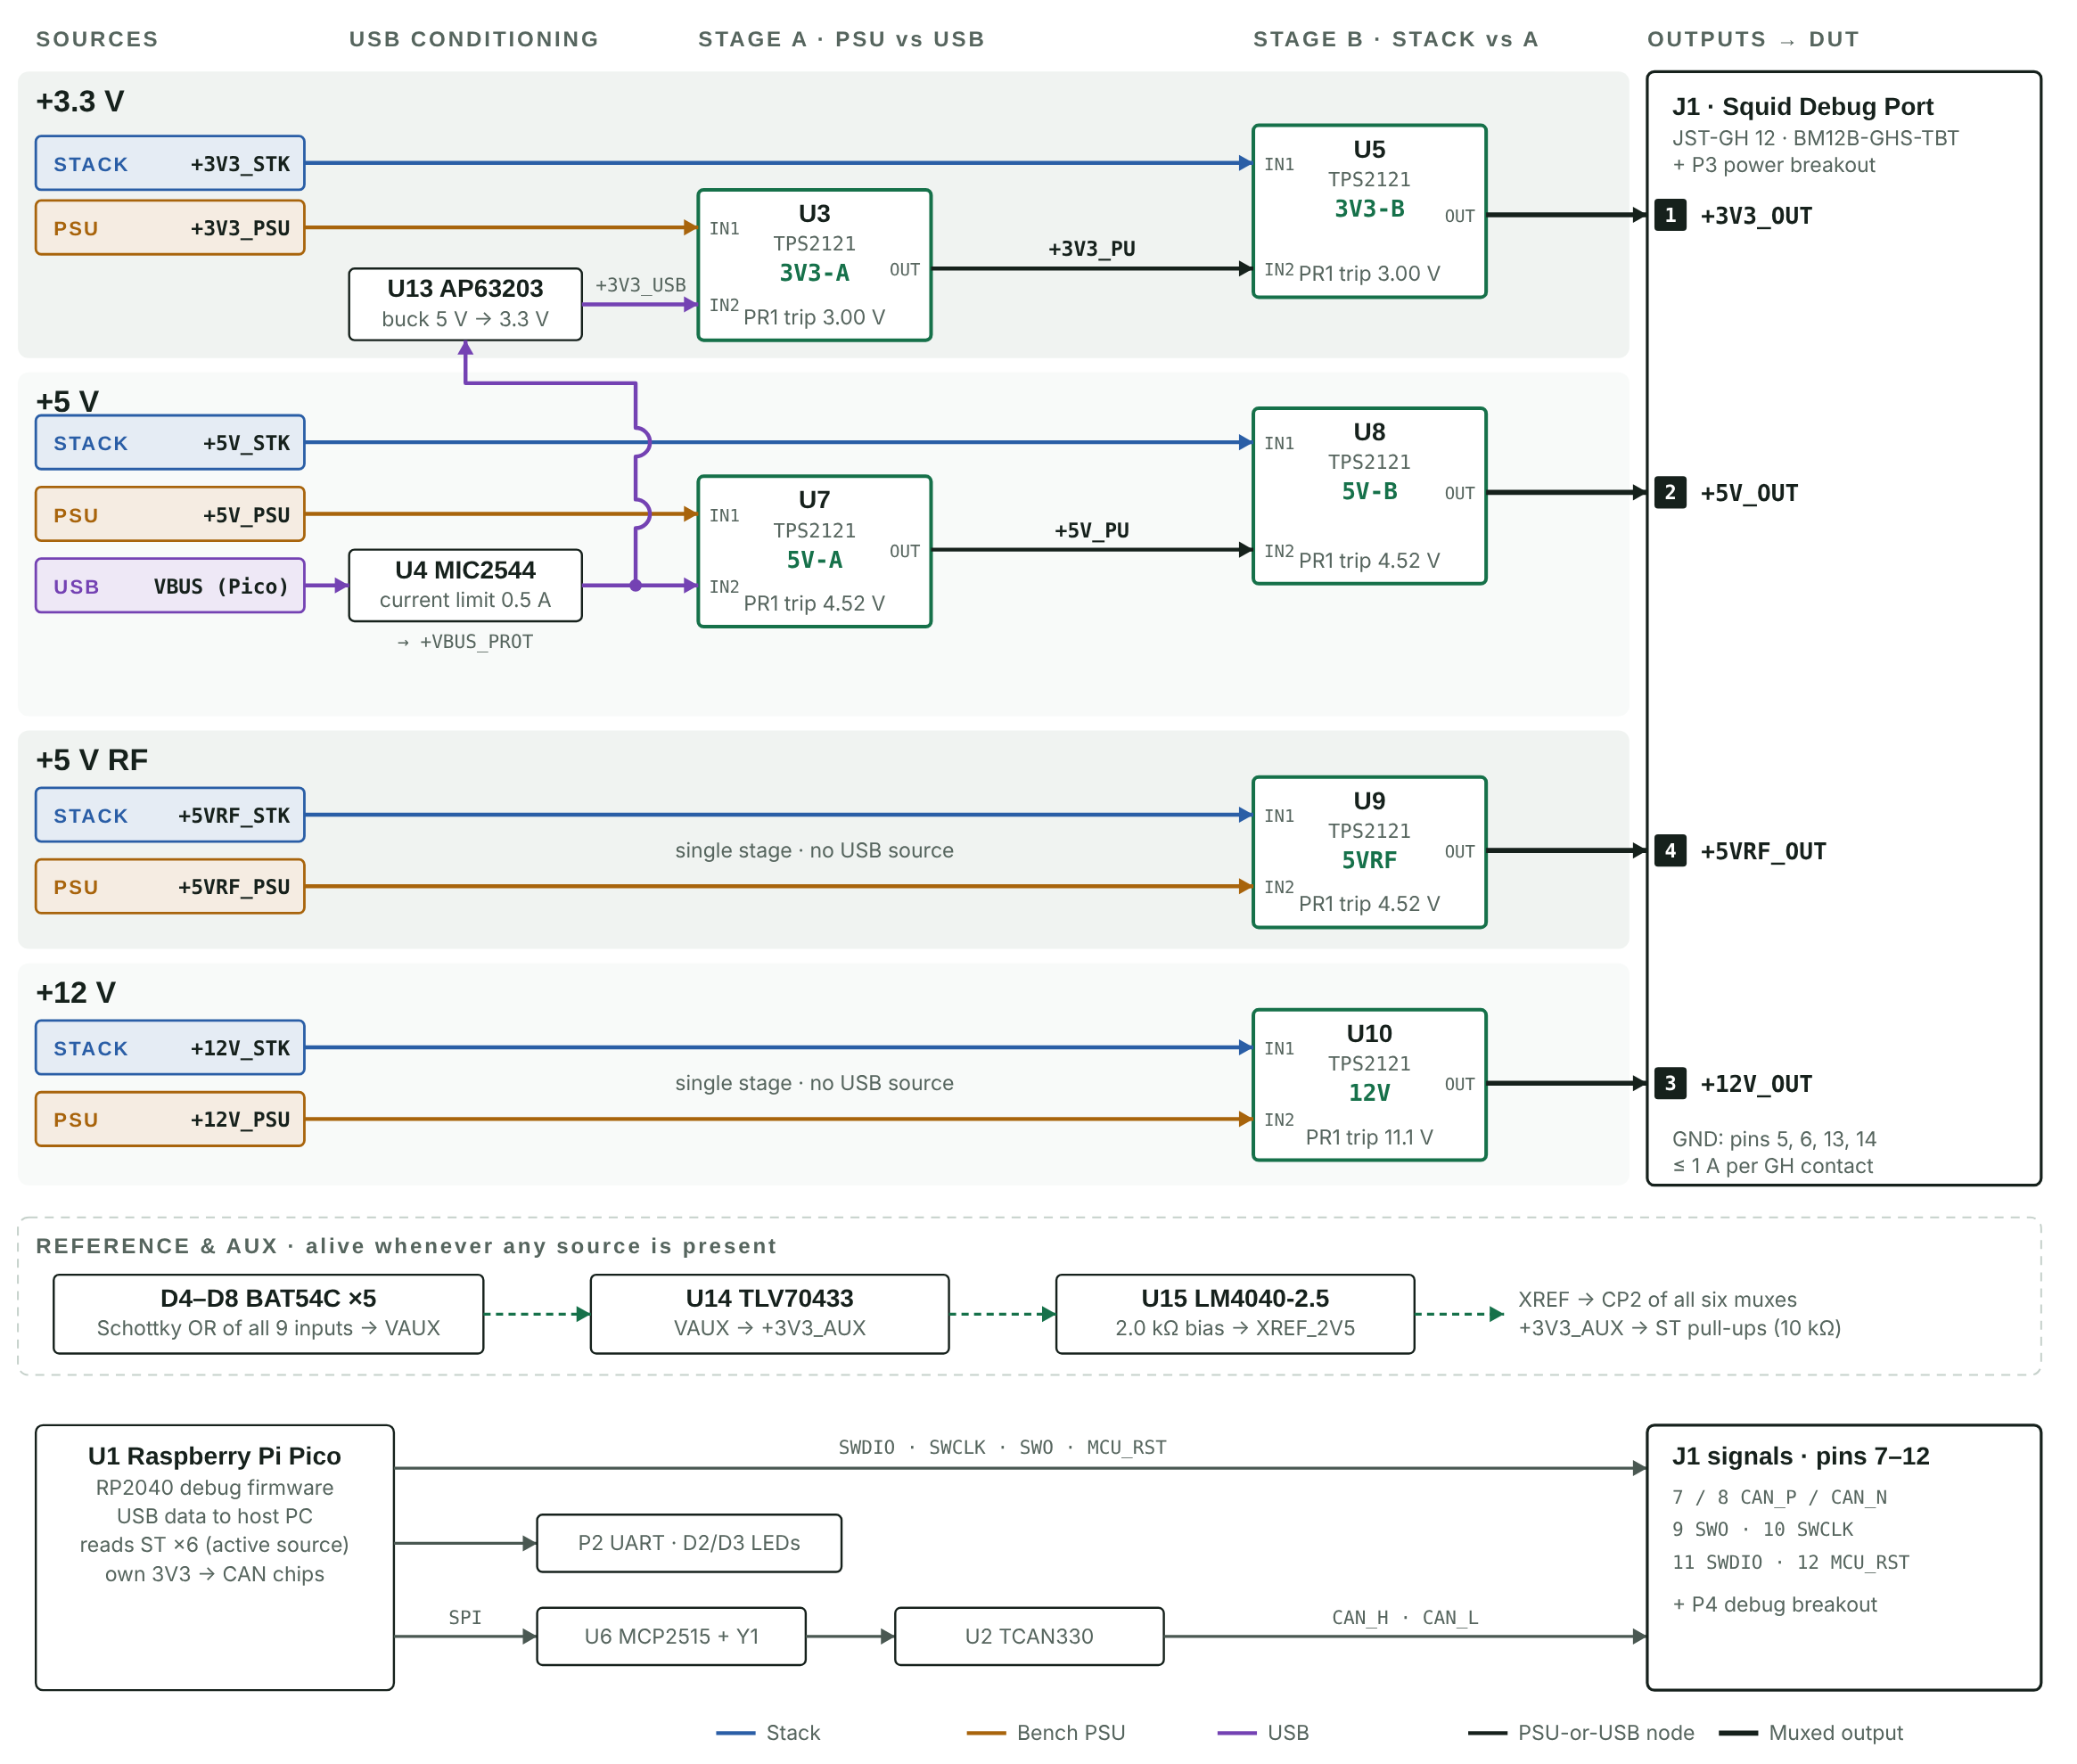 SOURCES
USB CONDITIONING
STAGE A · PSU vs USB
STAGE B · STACK vs A
OUTPUTS → DUT
+3.3 V
STACK +3V3_STK
PSU +3V3_PSU
U13 AP63203
buck 5 V → 3.3 V
+3V3_USB
IN1
U3
TPS2121
3V3-A
OUT
IN2
PR1 trip 3.00 V
+3V3_PU
IN1
U5
TPS2121
3V3-B
OUT
IN2
PR1 trip 3.00 V
J1 · Squid Debug Port
JST-GH 12 · BM12B-GHS-TBT
+ P3 power breakout
1 +3V3_OUT
+5 V
STACK +5V_STK
PSU +5V_PSU
USB VBUS (Pico)
U4 MIC2544
current limit 0.5 A
→ +VBUS_PROT
IN1
U7
TPS2121
5V-A
OUT
IN2
PR1 trip 4.52 V
+5V_PU
IN1
U8
TPS2121
5V-B
OUT
IN2
PR1 trip 4.52 V
2 +5V_OUT
+5 V RF
STACK +5VRF_STK
PSU +5VRF_PSU
single stage · no USB source
IN1
U9
TPS2121
5VRF
OUT
IN2
PR1 trip 4.52 V
4 +5VRF_OUT
+12 V
STACK +12V_STK
PSU +12V_PSU
single stage · no USB source
IN1
U10
TPS2121
12V
OUT
IN2
PR1 trip 11.1 V
3 +12V_OUT
GND: pins 5, 6, 13, 14
≤ 1 A per GH contact
REFERENCE & AUX · alive whenever any source is present
D4–D8 BAT54C ×5
Schottky OR of all 9 inputs → VAUX
U14 TLV70433
VAUX → +3V3_AUX
U15 LM4040-2.5
2.0 kΩ bias → XREF_2V5
XREF → CP2 of all six muxes
+3V3_AUX → ST pull-ups (10 kΩ)
U1 Raspberry Pi Pico
RP2040 debug firmware
USB data to host PC
reads ST ×6 (active source)
own 3V3 → CAN chips
SWDIO · SWCLK · SWO · MCU_RST
P2 UART · D2/D3 LEDs
SPI
U6 MCP2515 + Y1
U2 TCAN330
CAN_H · CAN_L
J1 signals · pins 7–12
7 / 8 CAN_P / CAN_N
9 SWO · 10 SWCLK
11 SWDIO · 12 MCU_RST
+ P4 debug breakout
Stack
Bench PSU
USB
PSU-or-USB node
Muxed output